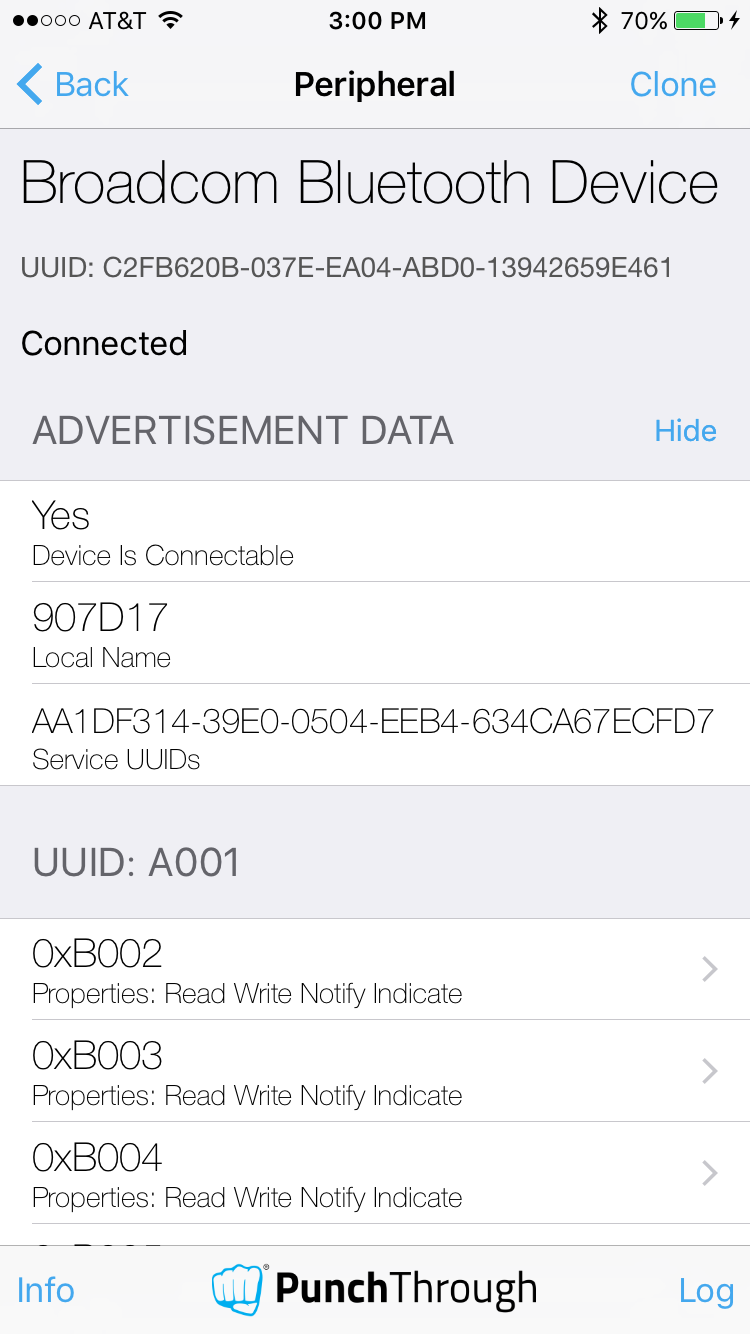 AT&T 3:00 PM 70%
Back Peripheral Clone
Broadcom Bluetooth Device
UUID: C2FB620B-037E-EA04-ABD0-13942659E461
Connected
ADVERTISEMENT DATA Hide
Yes
Device Is Connectable
907D17
Local Name
AA1DF314-39E0-0504-EEB4-634CA67ECFD7
Service UUIDs
UUID: A001
0xB002
Properties: Read Write Notify Indicate
0xB003
Properties: Read Write Notify Indicate
0xB004
Properties: Read Write Notify Indicate
Info ® PunchThrough Log